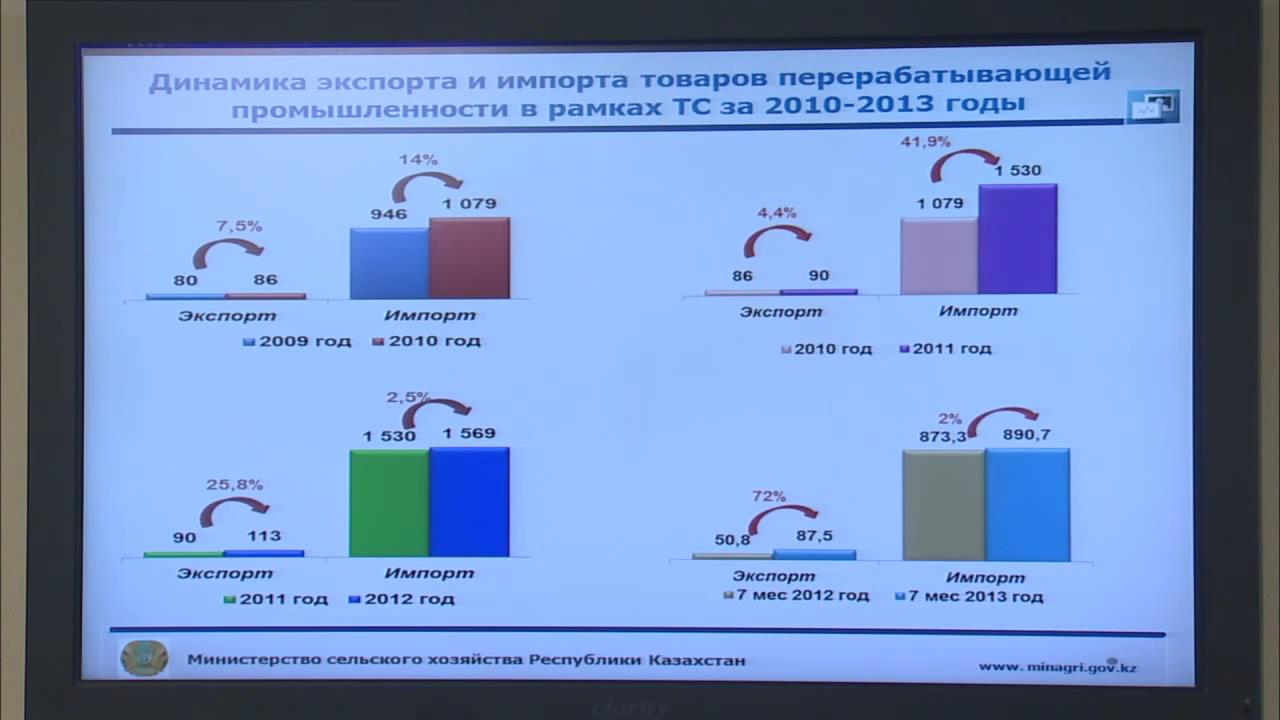 Динамика экспорта и импорта товаров перерабатывающей
промышленности в рамках ТС за 2010-2013 годы
14%
946
1 079
7,5%
80
86
Экспорт
Импорт
2009 год
2010 год
41,9%
1 530
1 079
4,4%
86
90
Экспорт
Импорт
2010 год
2011 год
2,5%
1 530
1 569
25,8%
90
113
Экспорт
Импорт
2011 год
2012 год
2%
873,3
890,7
72%
50,8
87,5
Экспорт
Импорт
7 мес 2012 год
7 мес 2013 год
Министерство сельского хозяйства Республики Казахстан
www. minagri.gov.kz
clarity